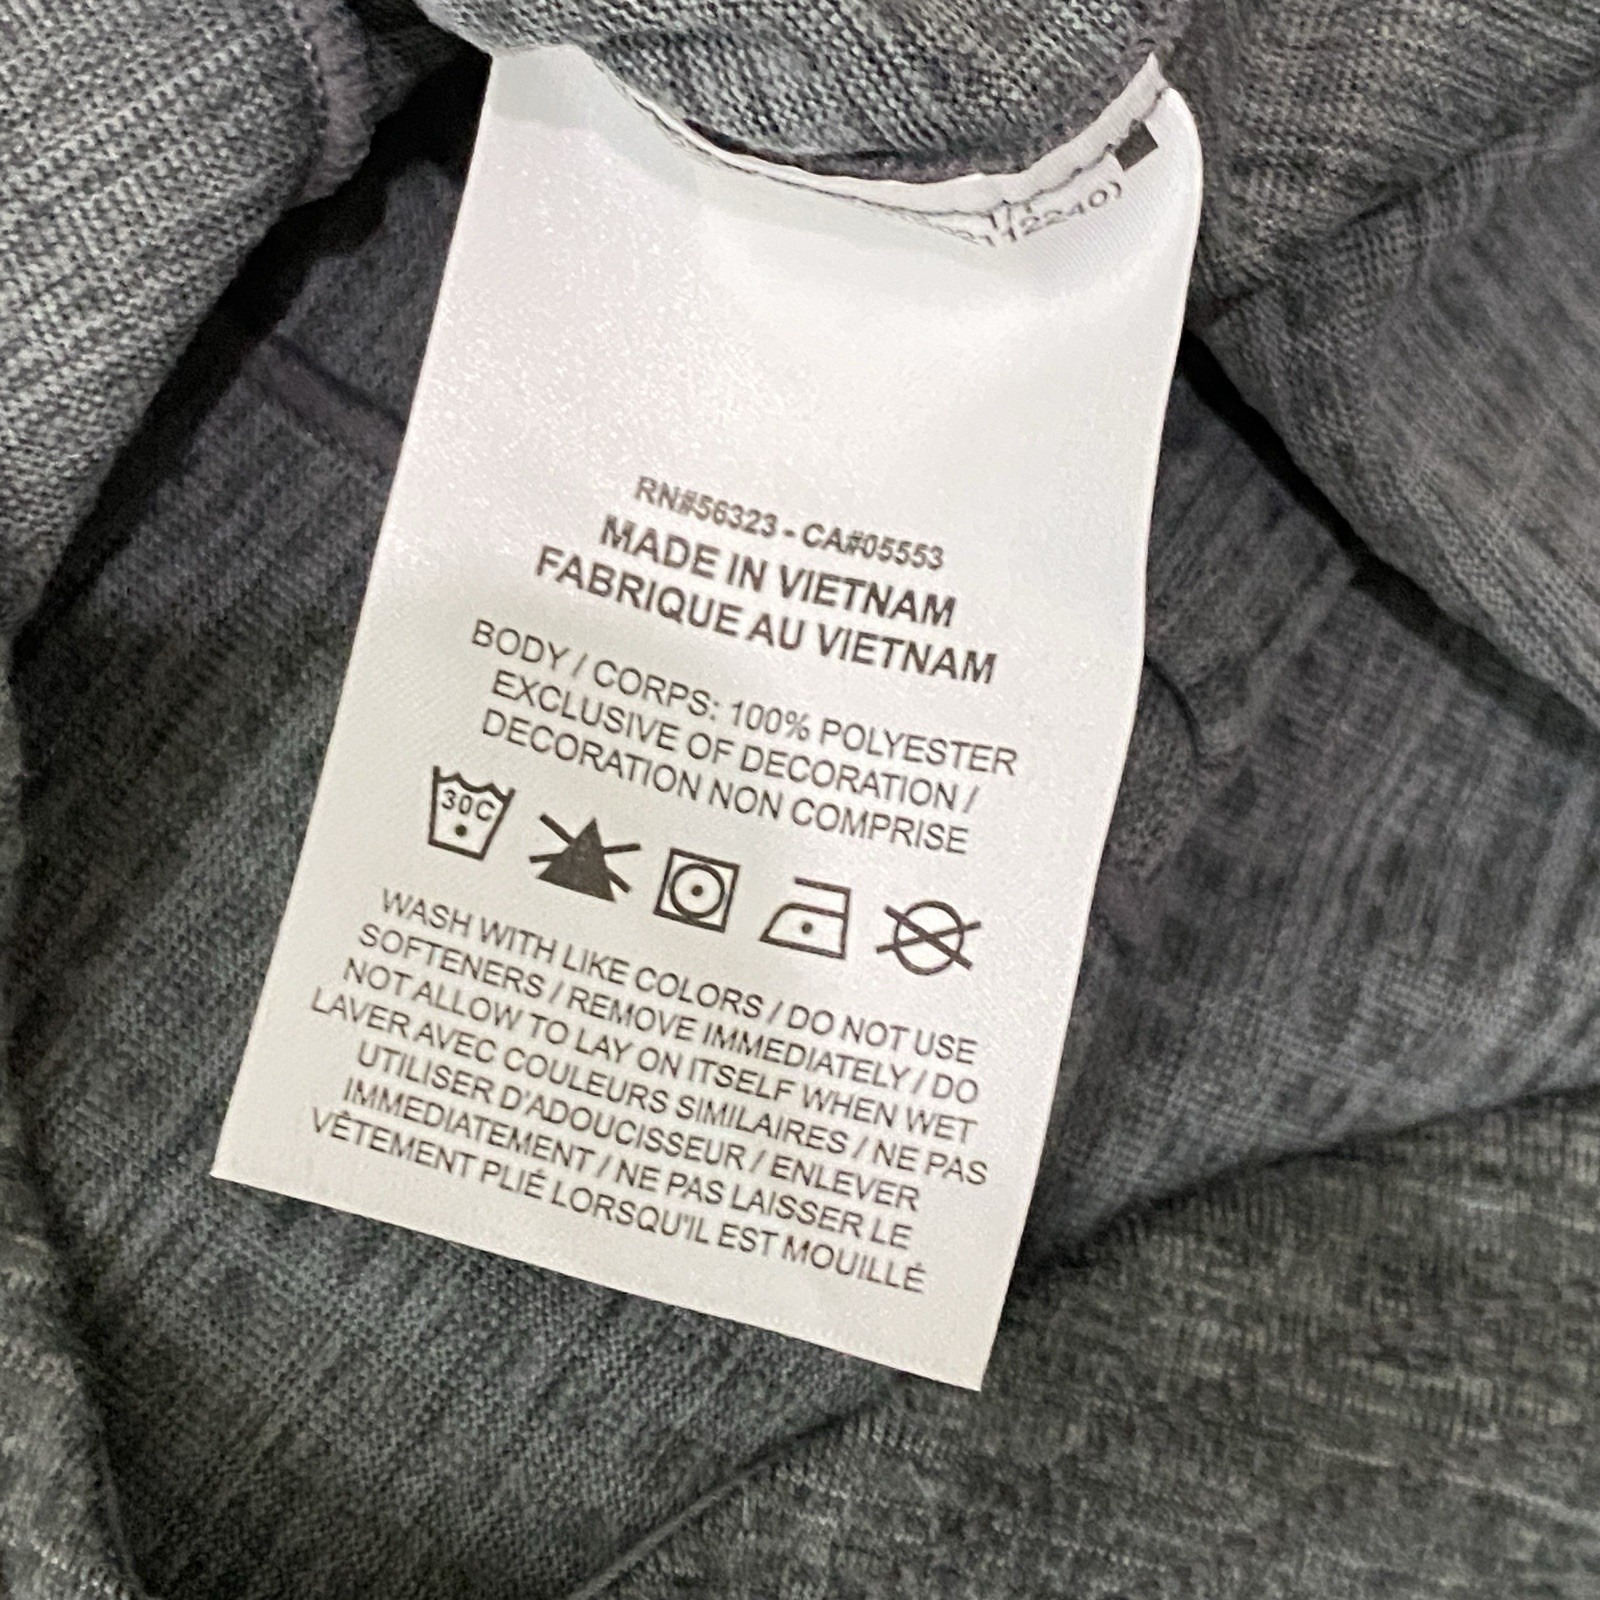 12240)
RN#56323 - CA#05553
MADE IN VIETNAM
FABRIQUE AU VIETNAM
BODY / CORPS: 100% POLYESTER
EXCLUSIVE OF DECORATION /
DECORATION NON COMPRISE
30C
WASH WITH LIKE COLORS / DO NOT USE
SOFTENERS / REMOVE IMMEDIATELY / DO
NOT ALLOW TO LAY ON ITSELF WHEN WET
LAVER AVEC COULEURS SIMILAIRES / NE PAS
UTILISER D'ADOUCISSEUR / ENLEVER
IMMEDIATEMENT / NE PAS LAISSER LE
VÊTEMENT PLIÉ LORSQU'IL EST MOUILLÉ